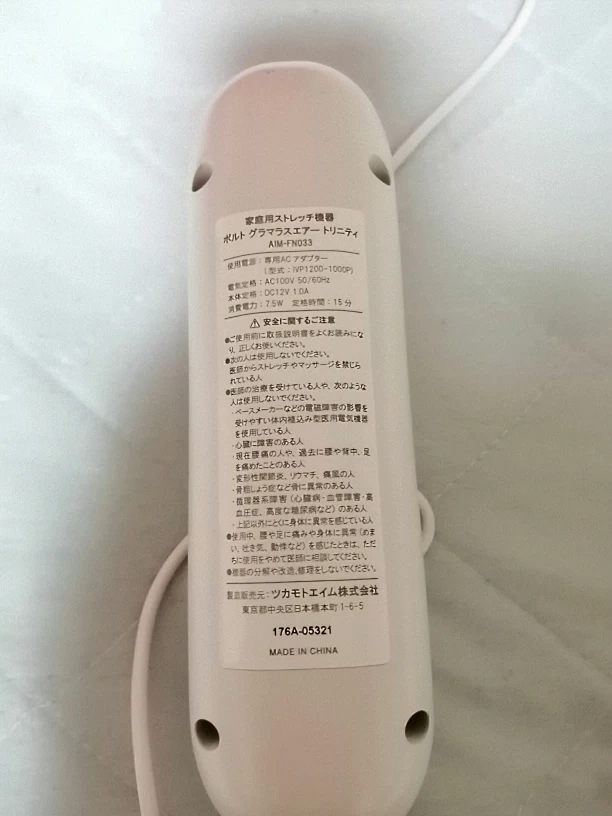 家庭用ストレッチ機器
ポルト グラマラスエアー トリニティ
AIM-FN033
使用電源：専用ACアダプター
（型式：IVP1200-1000P）
電気定格：AC100V 50/60Hz
本体定格：DC12V 1.0A
消費電力：7.5W 定格時間：15分
⚠ 安全に関するご注意
●ご使用前に取扱説明書をよくお読みにな
り、正しくお使いください。
●次の人は使用しないでください。
医師からストレッチやマッサージを禁じら
れている人
●医師の治療を受けている人や、次のような
人は使用しないでください。
・ペースメーカーなどの電磁障害の影響を
受けやすい体内植込み型医用電気機器
を使用している人
・心臓に障害のある人
・現在腰痛の人や、過去に腰や背中、足
を痛めたことのある人
・変形性関節炎、リウマチ、痛風の人
・骨粗しょう症など骨に異常のある人
・循環器系障害（心臓病・血管障害・高
血圧症、高度な糖尿病など）のある人
・上記以外にとくに身体に異常を感じている人
●使用中、腰や足に痛みや身体に異常（めま
い、吐き気、動悸など）を感じたときは、ただ
ちに使用をやめて医師に相談してください。
●機器の分解や改造、修理をしないでください。
製造販売元：ツカモトエイム株式会社
東京都中央区日本橋本町1-6-5
176A-05321
MADE IN CHINA